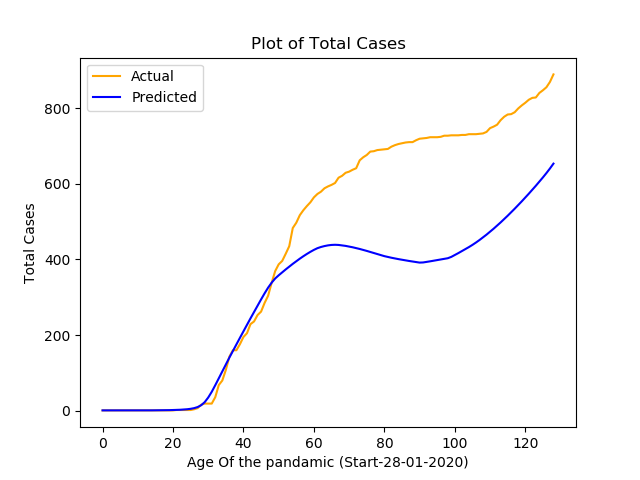 Plot of Total Cases
Actual
Predicted
800
600
400
200
0
Total Cases
0 20 40 60 80 100 120
Age Of the pandamic (Start-28-01-2020)